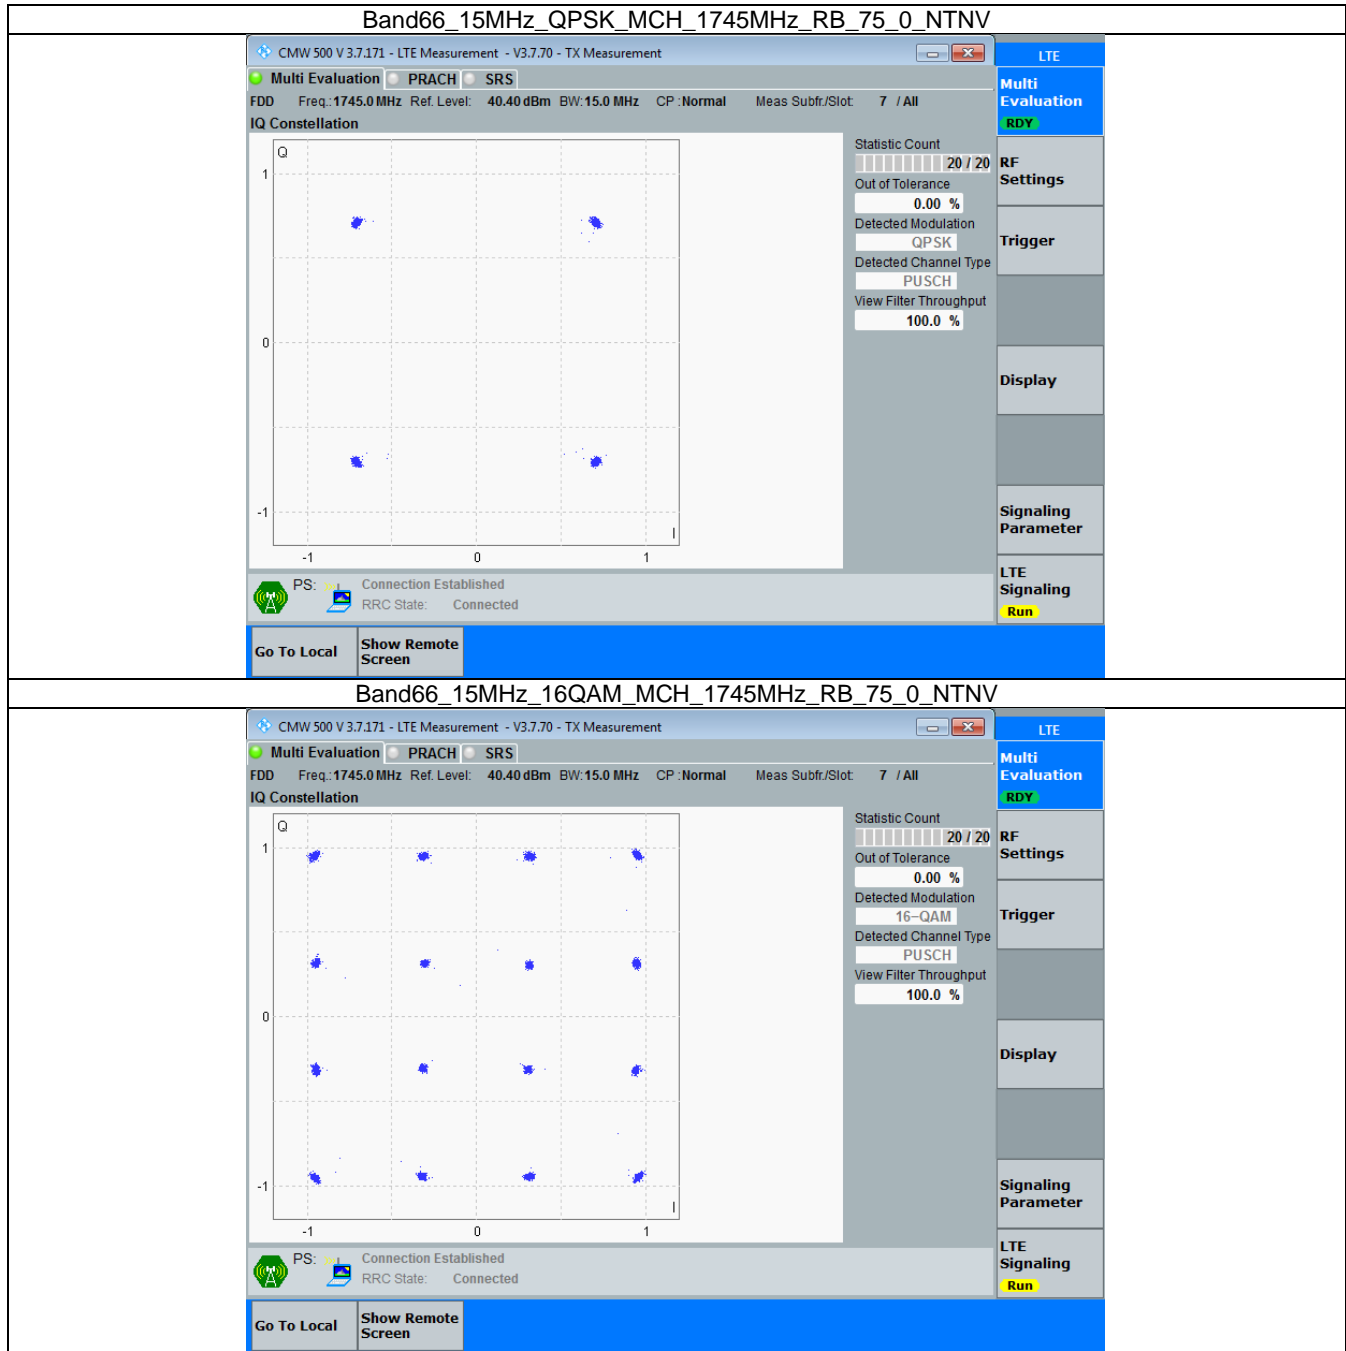 Band66_15MHz_QPSK_MCH_1745MHz_RB_75_0_NTNV
CMW 500 V 3.7.171 - LTE Measurement - V3.7.70 - TX Measurement
LTE
Multi Evaluation PRACH SRS
Multi
Evaluation
RDY
FDD Freq.:1745.0 MHz Ref. Level: 40.40 dBm BW:15.0 MHz CP :Normal Meas Subfr./Slot: 7 / All
IQ Constellation
Q
1
0
-1
-1 0 1
I
Statistic Count
20 / 20
Out of Tolerance
0.00 %
Detected Modulation
QPSK
Detected Channel Type
PUSCH
View Filter Throughput
100.0 %
RF
Settings
Trigger
Display
Signaling
Parameter
LTE
Signaling
Run
PS: Connection Established
RRC State: Connected
Go To Local
Show Remote
Screen
Band66_15MHz_16QAM_MCH_1745MHz_RB_75_0_NTNV
CMW 500 V 3.7.171 - LTE Measurement - V3.7.70 - TX Measurement
LTE
Multi Evaluation PRACH SRS
Multi
Evaluation
RDY
FDD Freq.:1745.0 MHz Ref. Level: 40.40 dBm BW:15.0 MHz CP :Normal Meas Subfr./Slot: 7 / All
IQ Constellation
Q
1
0
-1
-1 0 1
I
Statistic Count
20 / 20
Out of Tolerance
0.00 %
Detected Modulation
16-QAM
Detected Channel Type
PUSCH
View Filter Throughput
100.0 %
RF
Settings
Trigger
Display
Signaling
Parameter
LTE
Signaling
Run
PS: Connection Established
RRC State: Connected
Go To Local
Show Remote
Screen